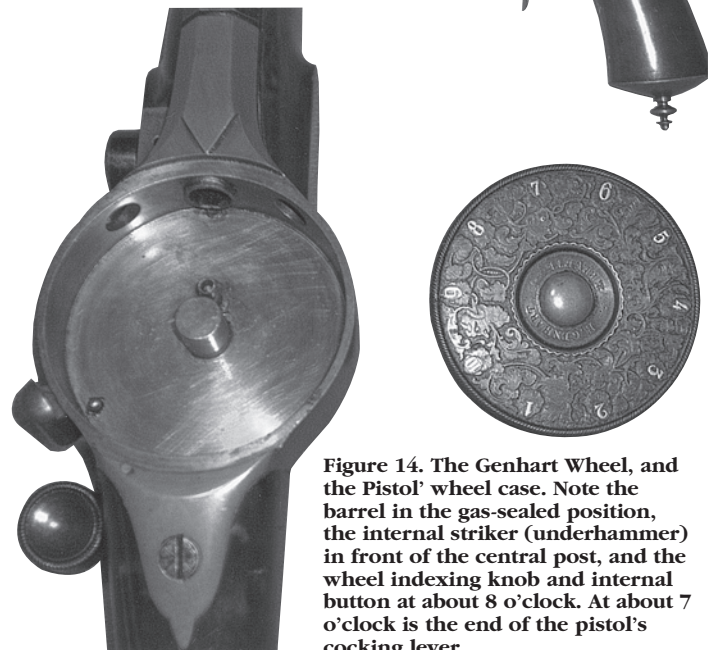 7
6
8
5
4
3
1
2
Figure 14. The Genhart Wheel, and
the Pistol’ wheel case. Note the
barrel in the gas-sealed position,
the internal striker (underhammer)
in front of the central post, and the
wheel indexing knob and internal
button at about 8 o’clock. At about 7
o’clock is the end of the pistol’s
cocking lever